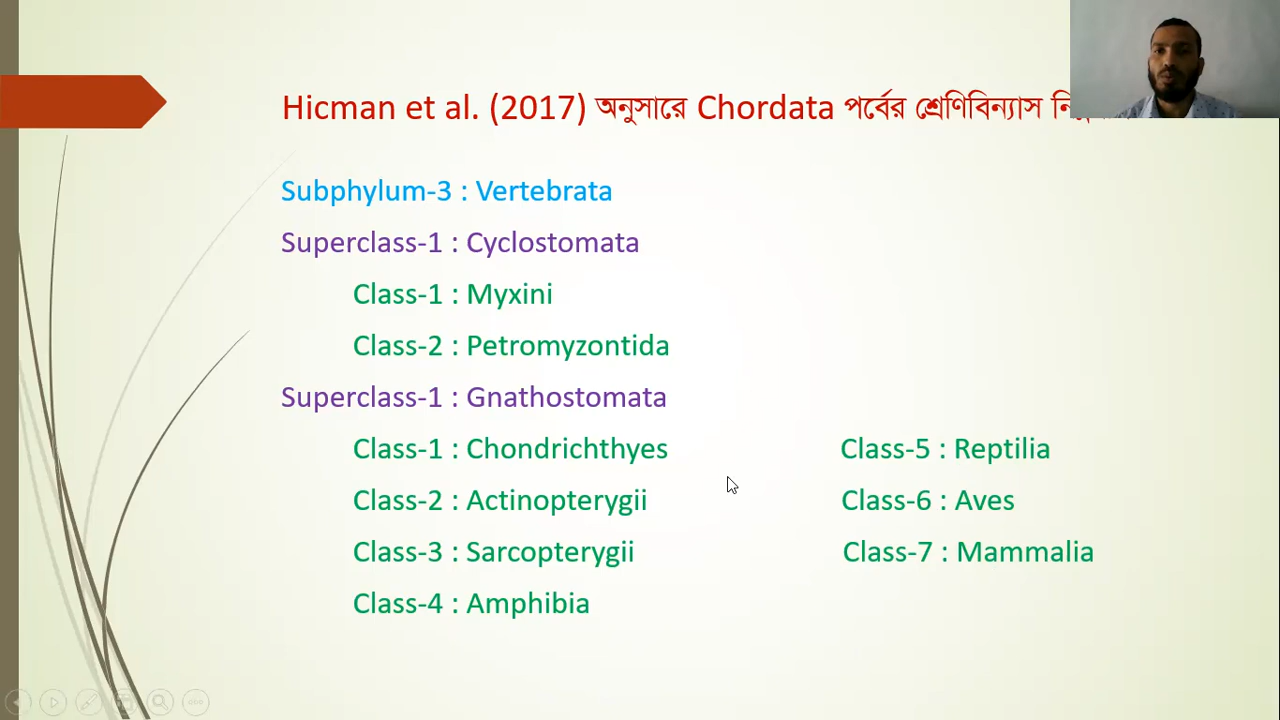 Hicman et al. (2017) অনুসারে Chordata পর্বের শ্রেণিবিন্যাস
Subphylum-3 : Vertebrata
Superclass-1 : Cyclostomata
Class-1 : Myxini
Class-2 : Petromyzontida
Superclass-1 : Gnathostomata
Class-1 : Chondrichthyes
Class-2 : Actinopterygii
Class-3 : Sarcopterygii
Class-4 : Amphibia
Class-5 : Reptilia
Class-6 : Aves
Class-7 : Mammalia